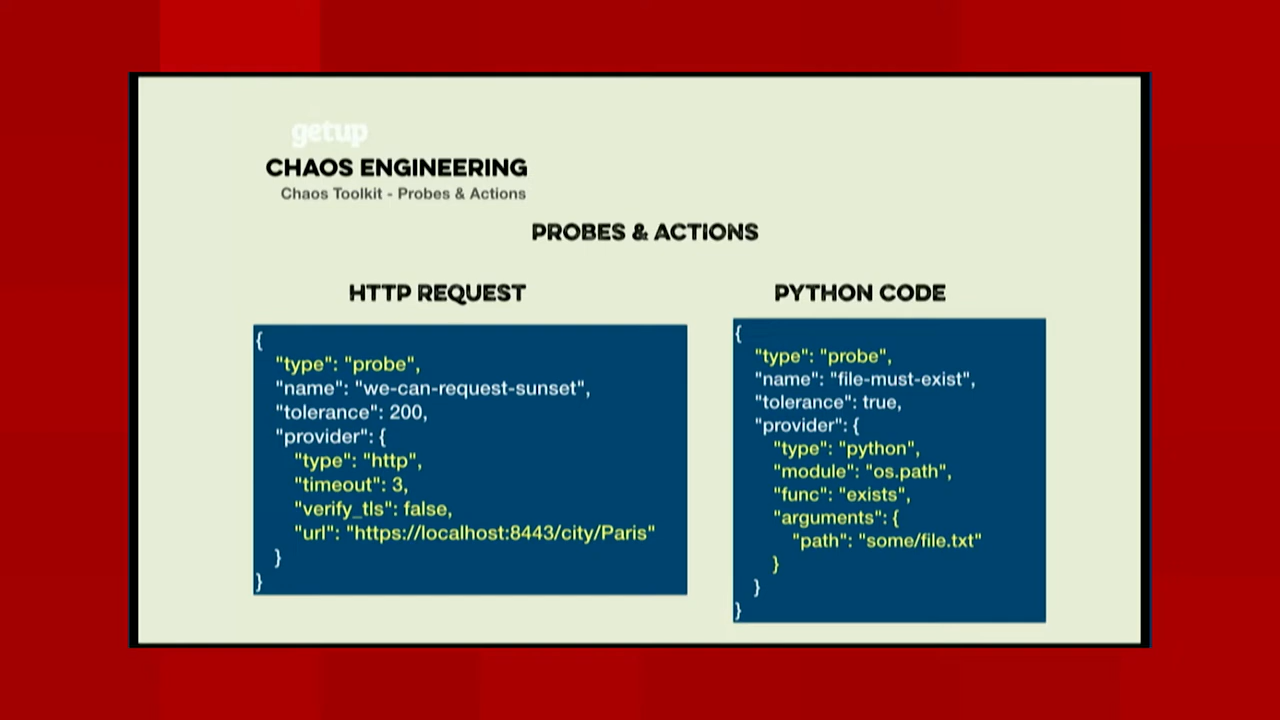 getup
CHAOS ENGINEERING
Chaos Toolkit - Probes & Actions
PROBES & ACTIONS
HTTP REQUEST
{
"type": "probe",
"name": "we-can-request-sunset",
"tolerance": 200,
"provider": {
"type": "http",
"timeout": 3,
"verify_tls": false,
"url": "https://localhost:8443/city/Paris"
}
}
PYTHON CODE
{
"type": "probe",
"name": "file-must-exist",
"tolerance": true,
"provider": {
"type": "python",
"module": "os.path",
"func": "exists",
"arguments": {
"path": "some/file.txt"
}
}
}